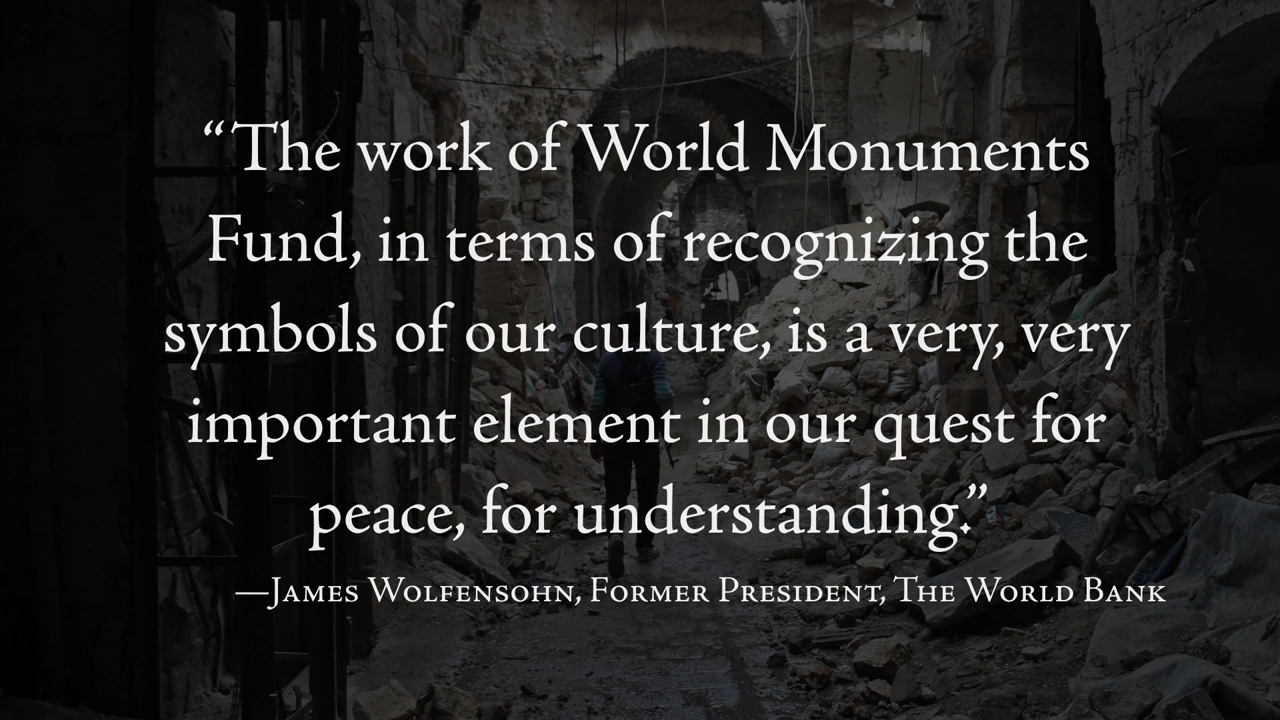 “The work of World Monuments
Fund, in terms of recognizing the
symbols of our culture, is a very, very
important element in our quest for
peace, for understanding.”
—James Wolfensohn, Former President, The World Bank